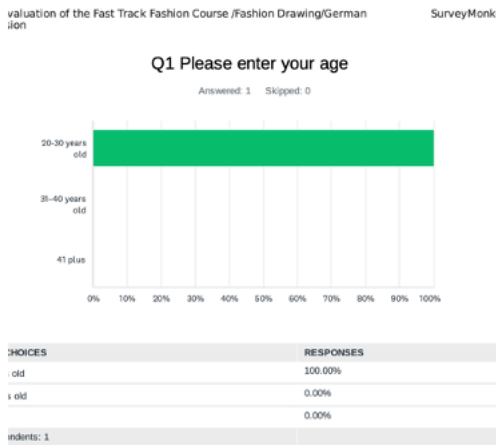 valuation of the Fast Track Fashion Course /Fashion Drawing/German
sion
SurveyMonk
Q1 Please enter your age
Answered: 1 Skipped: 0
20-30 years
old
31-40 years
old
41 plus
0% 10% 20% 30% 40% 50% 60% 70% 80% 90% 100%
CHOICES RESPONSES
s old 100.00%
s old 0.00%
0.00%
ndents: 1